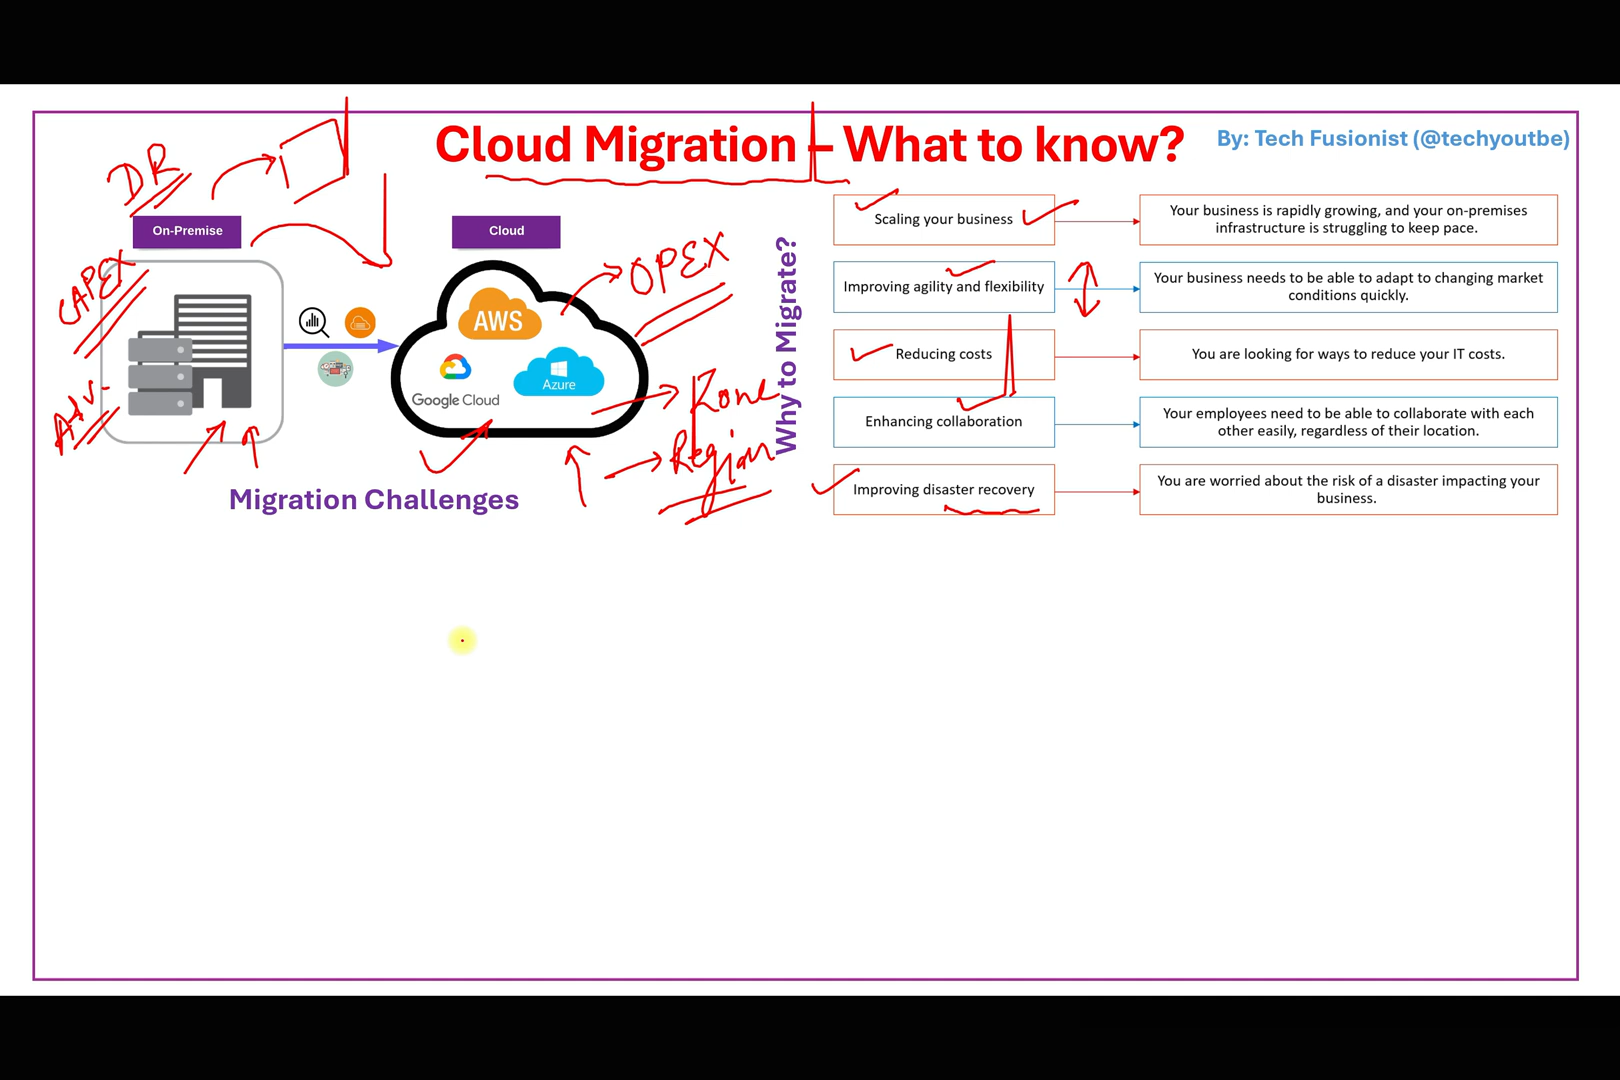 Cloud Migration – What to know?
By: Tech Fusionist (@techyoutbe)
DR
On-Premise
Cloud
CAPEX
OPEX
AWS
Azure
Google Cloud
Adv.
Zone
Region
Migration Challenges
Why to Migrate?
Scaling your business
Your business is rapidly growing, and your on-premises
infrastructure is struggling to keep pace.
Improving agility and flexibility
Your business needs to be able to adapt to changing market
conditions quickly.
Reducing costs
You are looking for ways to reduce your IT costs.
Enhancing collaboration
Your employees need to be able to collaborate with each
other easily, regardless of their location.
Improving disaster recovery
You are worried about the risk of a disaster impacting your
business.